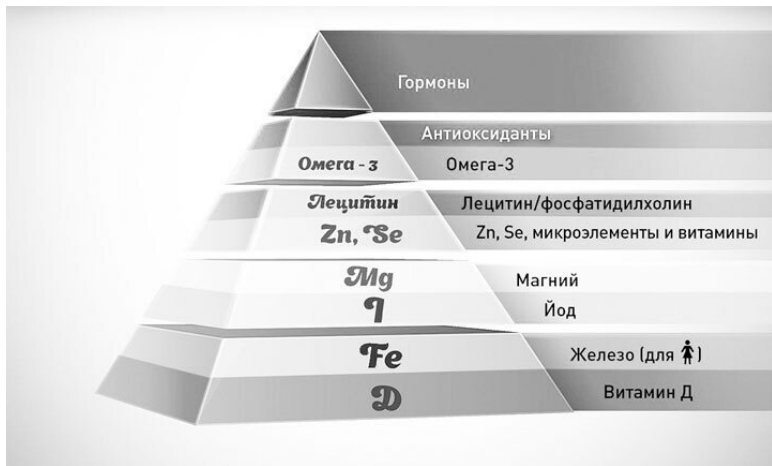 Гормоны
Антиоксиданты
Омега - 3 Омега-3
Лецитин Лецитин/фосфатидилхолин
Zn, Se Zn, Se, микроэлементы и витамины
Mg Магний
I Йод
Fe Железо (для )
D Витамин Д